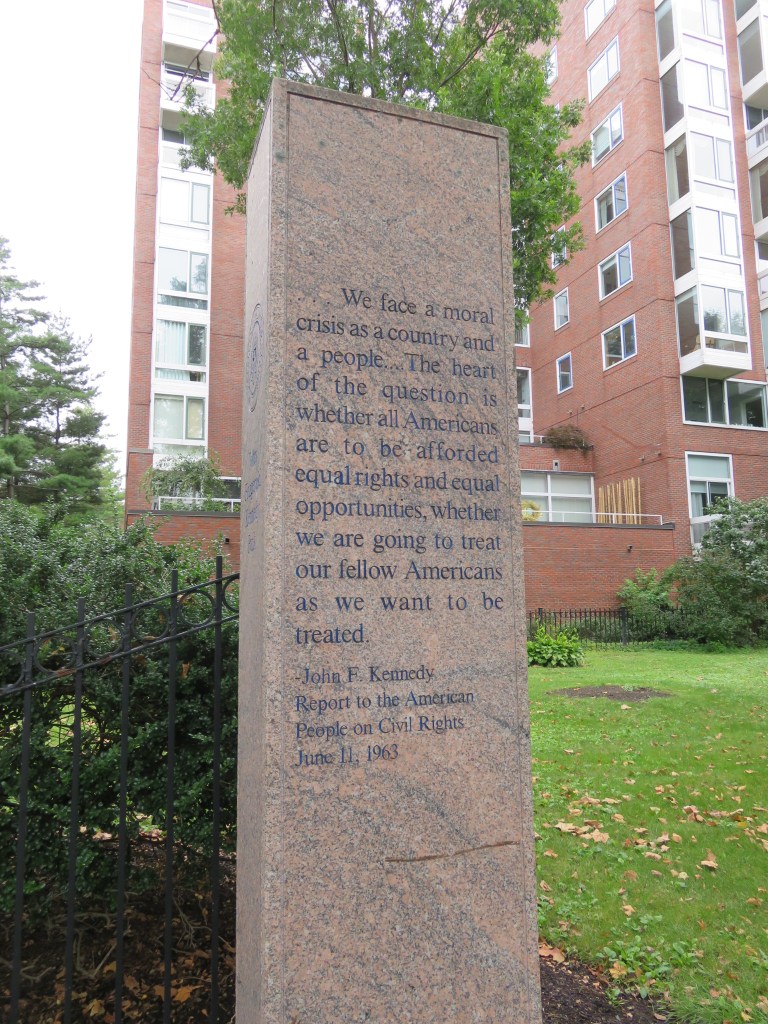 . . . . We face a moral
crisis as a country and
a people....The heart
of the question is
whether all Americans
are to be afforded
equal rights and equal
opportunities, whether
we are going to treat
our fellow Americans
as we want to be
treated.
-John F. Kennedy
Report to the American
People on Civil Rights
June 11, 1963